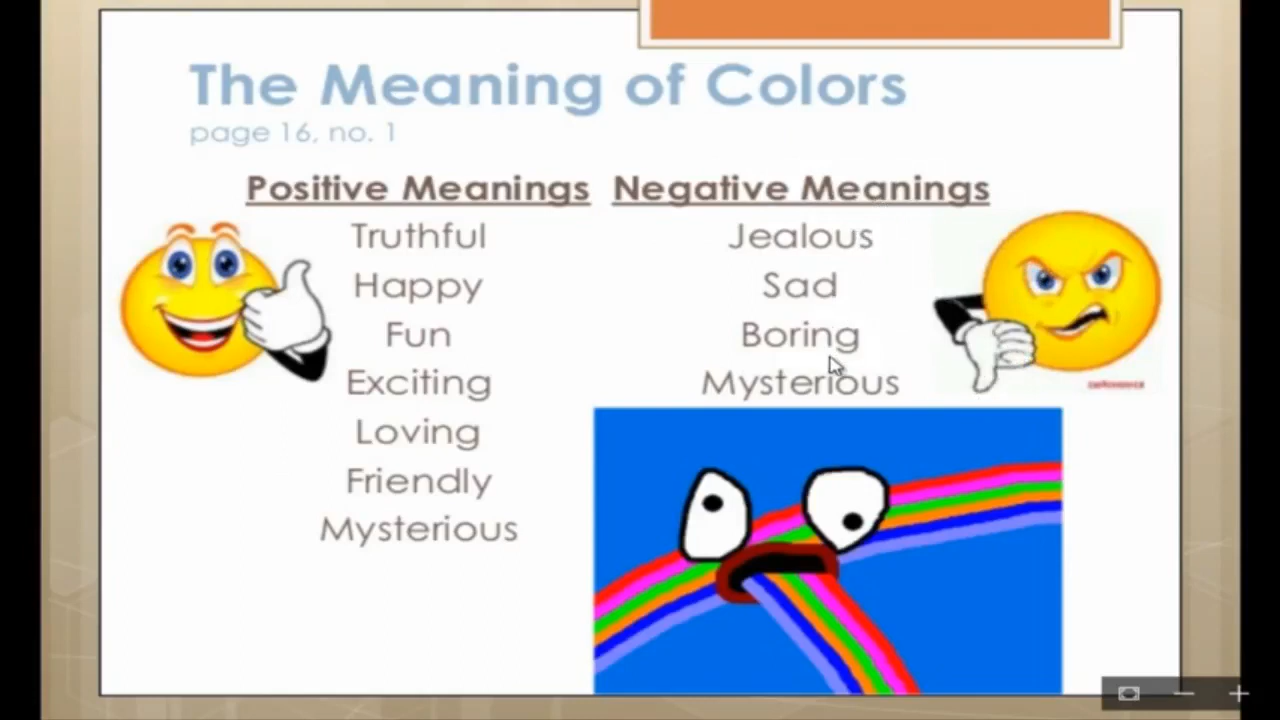 The Meaning of Colors
page 16, no. 1
Positive Meanings
Truthful
Happy
Fun
Exciting
Loving
Friendly
Mysterious
Negative Meanings
Jealous
Sad
Boring
Mysterious